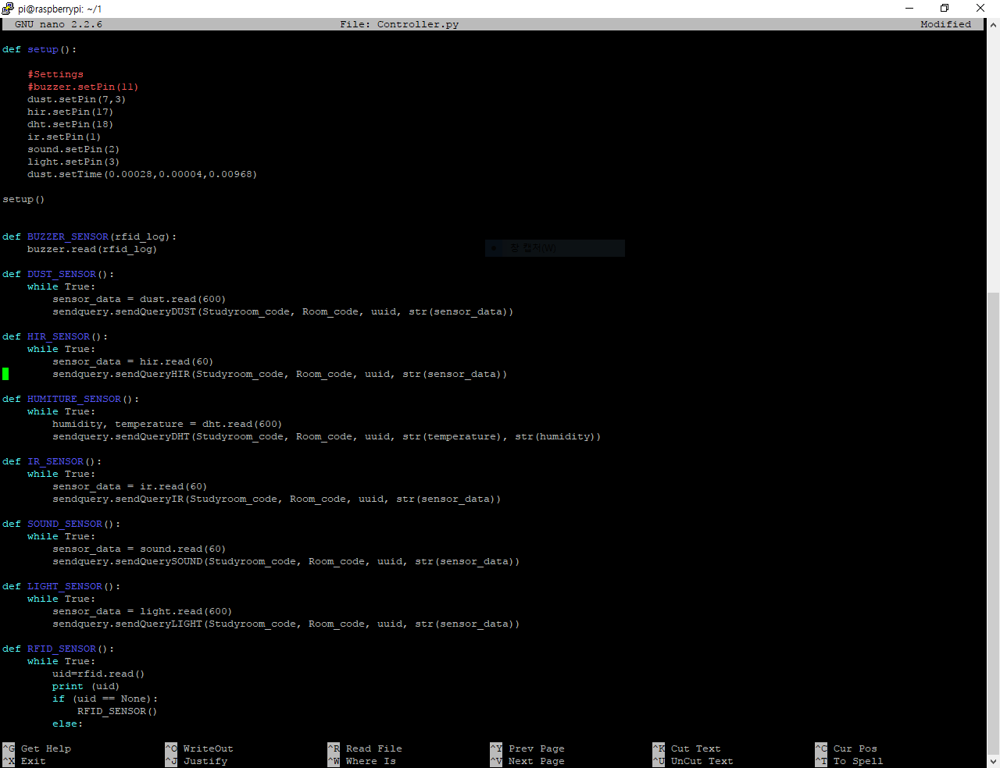 pi@raspberrypi: ~/1
GNU nano 2.2.6 File: Controller.py Modified
def setup():
#Settings
#buzzer.setPin(11)
dust.setPin(7,3)
hir.setPin(17)
dht.setPin(18)
ir.setPin(1)
sound.setPin(2)
light.setPin(3)
dust.setTime(0.00028,0.00004,0.00968)
setup()
def BUZZER_SENSOR(rfid_log):
buzzer.read(rfid_log)
창 캡처(W)
def DUST_SENSOR():
while True:
sensor_data = dust.read(600)
sendquery.sendQueryDUST(Studyroom_code, Room_code, uuid, str(sensor_data))
def HIR_SENSOR():
while True:
sensor_data = hir.read(60)
sendquery.sendQueryHIR(Studyroom_code, Room_code, uuid, str(sensor_data))
def HUMITURE_SENSOR():
while True:
humidity, temperature = dht.read(600)
sendquery.sendQueryDHT(Studyroom_code, Room_code, uuid, str(temperature), str(humidity))
def IR_SENSOR():
while True:
sensor_data = ir.read(60)
sendquery.sendQueryIR(Studyroom_code, Room_code, uuid, str(sensor_data))
def SOUND_SENSOR():
while True:
sensor_data = sound.read(60)
sendquery.sendQuerySOUND(Studyroom_code, Room_code, uuid, str(sensor_data))
def LIGHT_SENSOR():
while True:
sensor_data = light.read(600)
sendquery.sendQueryLIGHT(Studyroom_code, Room_code, uuid, str(sensor_data))
def RFID_SENSOR():
while True:
uid=rfid.read()
print (uid)
if (uid == None):
RFID_SENSOR()
else:
^G Get Help ^O WriteOut ^R Read File ^Y Prev Page ^K Cut Text ^C Cur Pos
^X Exit ^J Justify ^W Where Is ^V Next Page ^U UnCut Text ^T To Spell